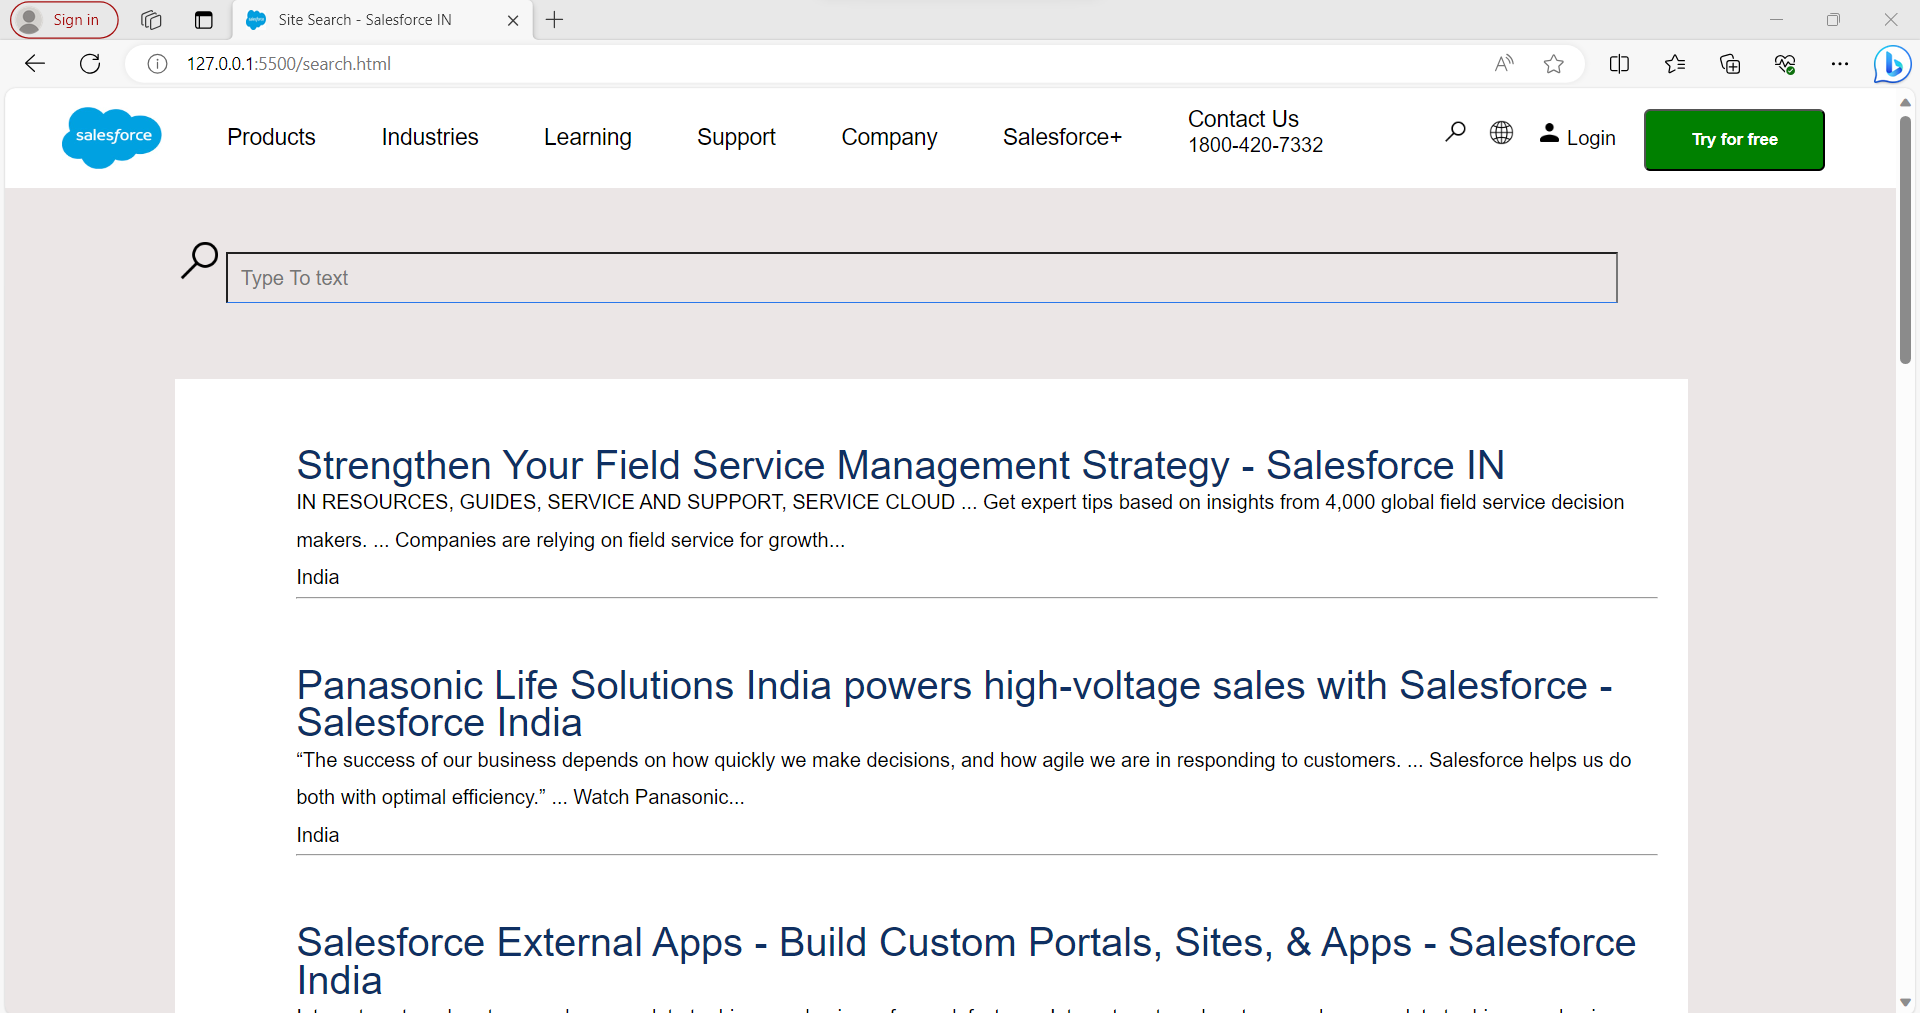 Sign in
Site Search - Salesforce IN
127.0.0.1:5500/search.html
salesforce
Products
Industries
Learning
Support
Company
Salesforce+
Contact Us
1800-420-7332
Login
Try for free
Type To text
Strengthen Your Field Service Management Strategy - Salesforce IN
IN RESOURCES, GUIDES, SERVICE AND SUPPORT, SERVICE CLOUD ... Get expert tips based on insights from 4,000 global field service decision
makers. ... Companies are relying on field service for growth...
India
Panasonic Life Solutions India powers high-voltage sales with Salesforce -
Salesforce India
“The success of our business depends on how quickly we make decisions, and how agile we are in responding to customers. ... Salesforce helps us do
both with optimal efficiency.” ... Watch Panasonic...
India
Salesforce External Apps - Build Custom Portals, Sites, & Apps - Salesforce
India